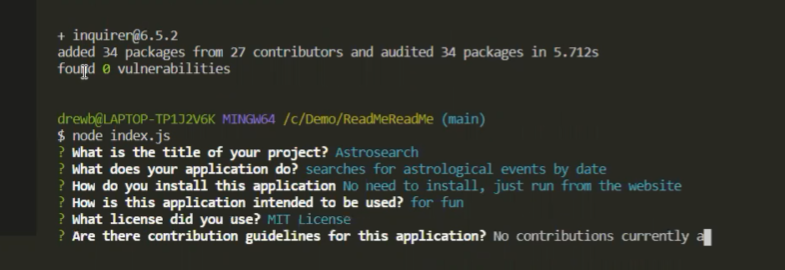 + inquirer@6.5.2
added 34 packages from 27 contributors and audited 34 packages in 5.712s
found 0 vulnerabilities
drewb@LAPTOP-TP1J2V6K MINGW64 /c/Demo/ReadMeReadMe (main)
$ node index.js
? What is the title of your project? Astrosearch
? What does your application do? searches for astrological events by date
? How do you install this application No need to install, just run from the website
? How is this application intended to be used? for fun
? What license did you use? MIT License
? Are there contribution guidelines for this application? No contributions currently a